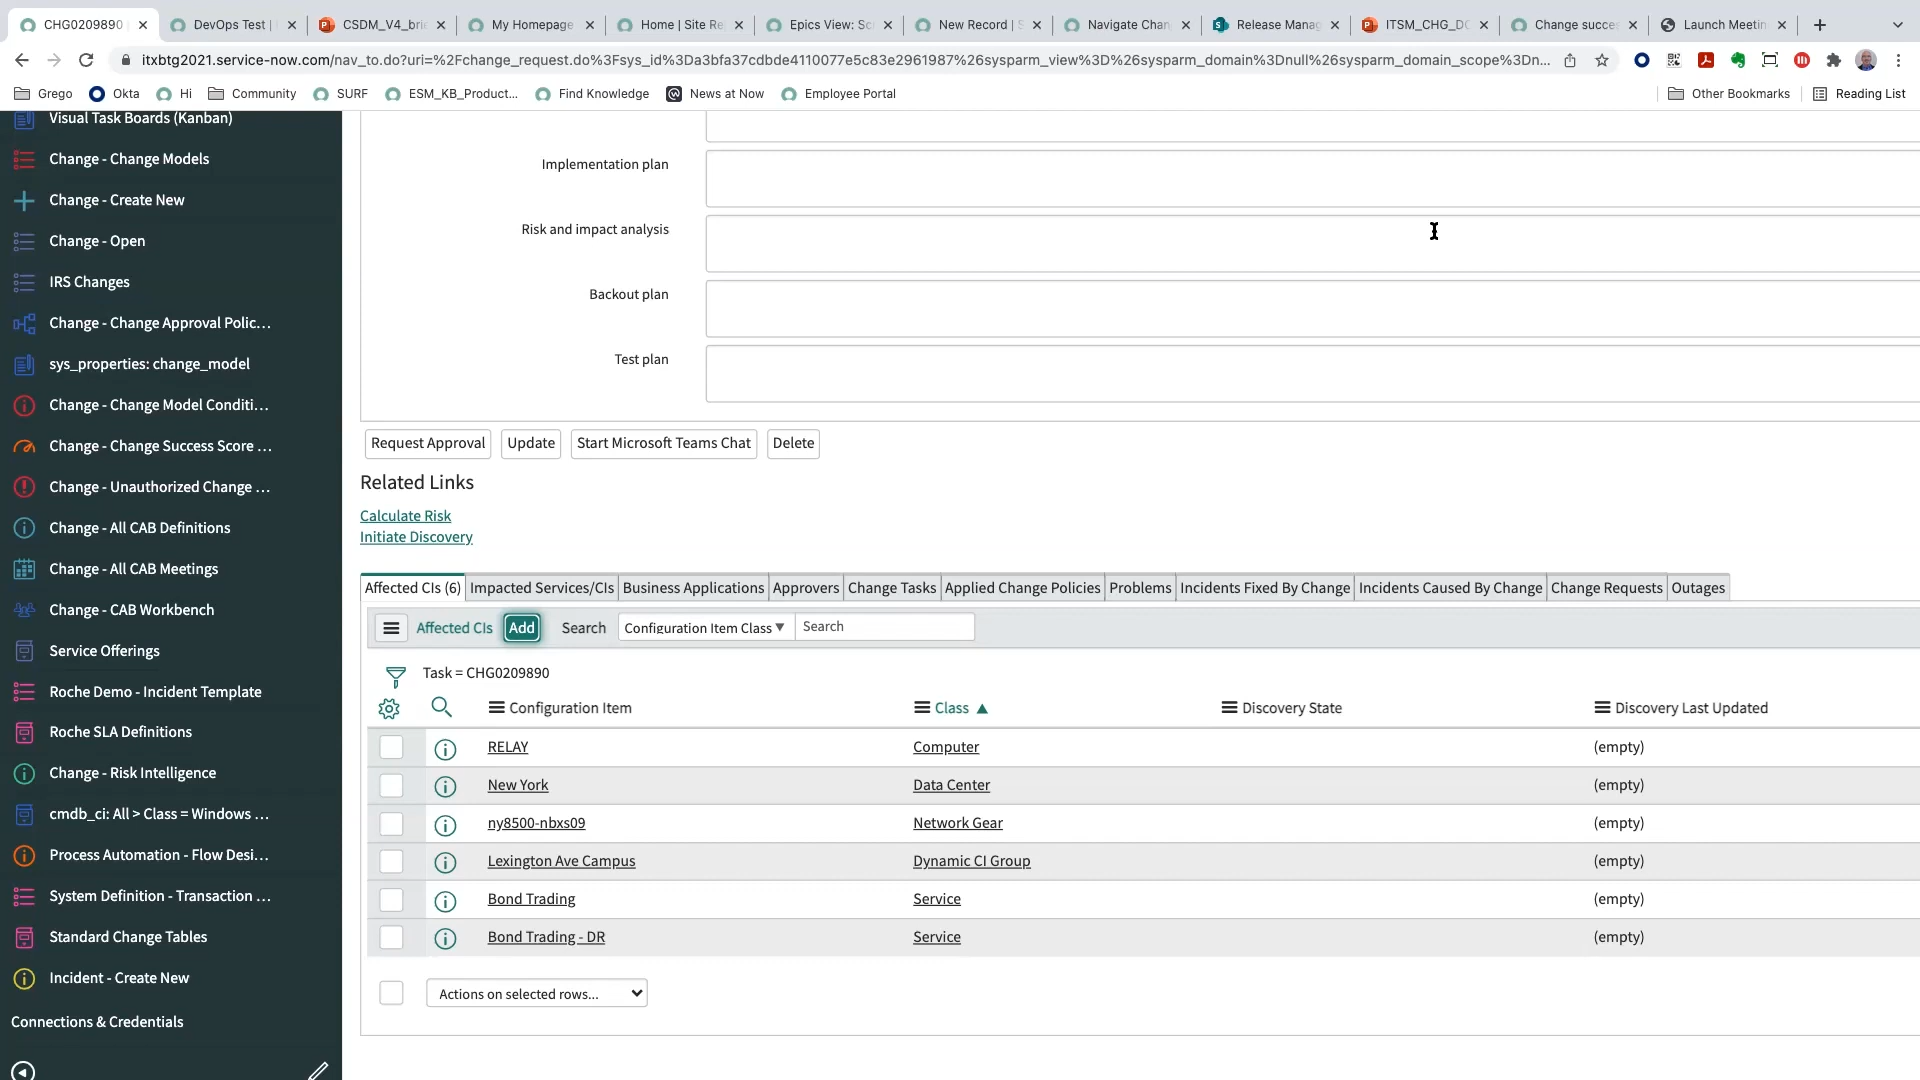 CHG0209890
DevOps Test |
CSDM_V4_brie
My Homepage
Home | Site Re
Epics View: Sc
New Record | S
Navigate Chan
Release Manag
ITSM_CHG_DO
Change succes
Launch Meetin
itxbtg2021.service-now.com/nav_to.do?uri=%2Fchange_request.do%3Fsys_id%3Da3bfa37cdbde4110077e5c83e2961987%26sysparm_view%3D%26sysparm_domain%3Dnull%26sysparm_domain_scope%3Dn...
Grego
Okta
Hi
Community
SURF
ESM_KB_Product...
Find Knowledge
News at Now
Employee Portal
Other Bookmarks
Reading List
Visual Task Boards (Kanban)
Change - Change Models
Change - Create New
Change - Open
IRS Changes
Change - Change Approval Polic...
sys_properties: change_model
Change - Change Model Conditi...
Change - Change Success Score ...
Change - Unauthorized Change ...
Change - All CAB Definitions
Change - All CAB Meetings
Change - CAB Workbench
Service Offerings
Roche Demo - Incident Template
Roche SLA Definitions
Change - Risk Intelligence
cmdb_ci: All > Class = Windows ...
Process Automation - Flow Desi...
System Definition - Transaction ...
Standard Change Tables
Incident - Create New
Connections & Credentials
Implementation plan
Risk and impact analysis
Backout plan
Test plan
Request Approval
Update
Start Microsoft Teams Chat
Delete
Related Links
Calculate Risk
Initiate Discovery
Affected CIs (6)
Impacted Services/CIs
Business Applications
Approvers
Change Tasks
Applied Change Policies
Problems
Incidents Fixed By Change
Incidents Caused By Change
Change Requests
Outages
Affected CIs
Add
Search
Configuration Item Class ▼
Search
Task = CHG0209890
Configuration Item Class ▲ Discovery State Discovery Last Updated
RELAY Computer (empty)
New York Data Center (empty)
ny8500-nbxs09 Network Gear (empty)
Lexington Ave Campus Dynamic CI Group (empty)
Bond Trading Service (empty)
Bond Trading - DR Service (empty)
Actions on selected rows...